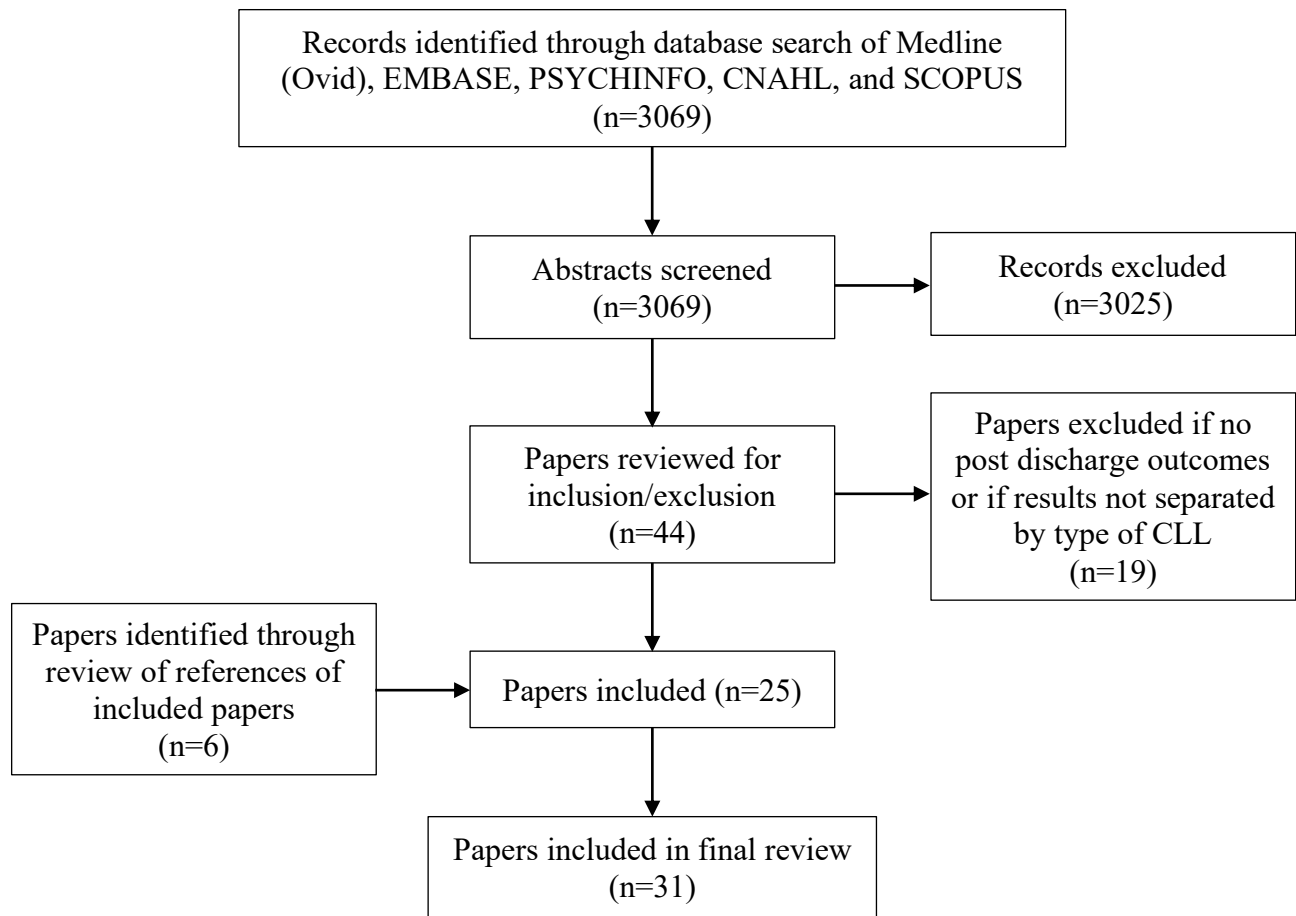 Records identified through database search of Medline
(Ovid), EMBASE, PSYCHINFO, CNAHL, and SCOPUS
(n=3069)
Abstracts screened
(n=3069)
Records excluded
(n=3025)
Papers reviewed for
inclusion/exclusion
(n=44)
Papers excluded if no
post discharge outcomes
or if results not separated
by type of CLL
(n=19)
Papers identified through
review of references of
included papers
(n=6)
Papers included (n=25)
Papers included in final review
(n=31)